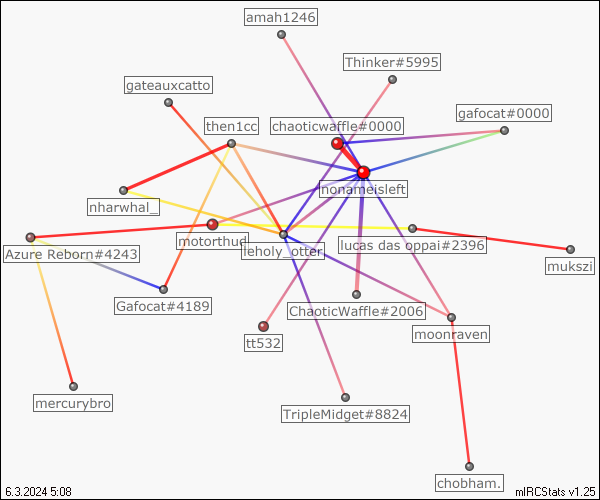 amah1246
Thinker#5995
gateauxcatto
gafocat#0000
then1cc
chaoticwaffle#0000
nonameisleft
nharwhal_
motorthud
leholy_otter
lucas das oppai#2396
Azure Reborn#4243
mukszi
Gafocat#4189
ChaoticWaffle#2006
moonraven
tt532
mercurybro
TripleMidget#8824
chobham.
6.3.2024 5:08
mIRCStats v1.25